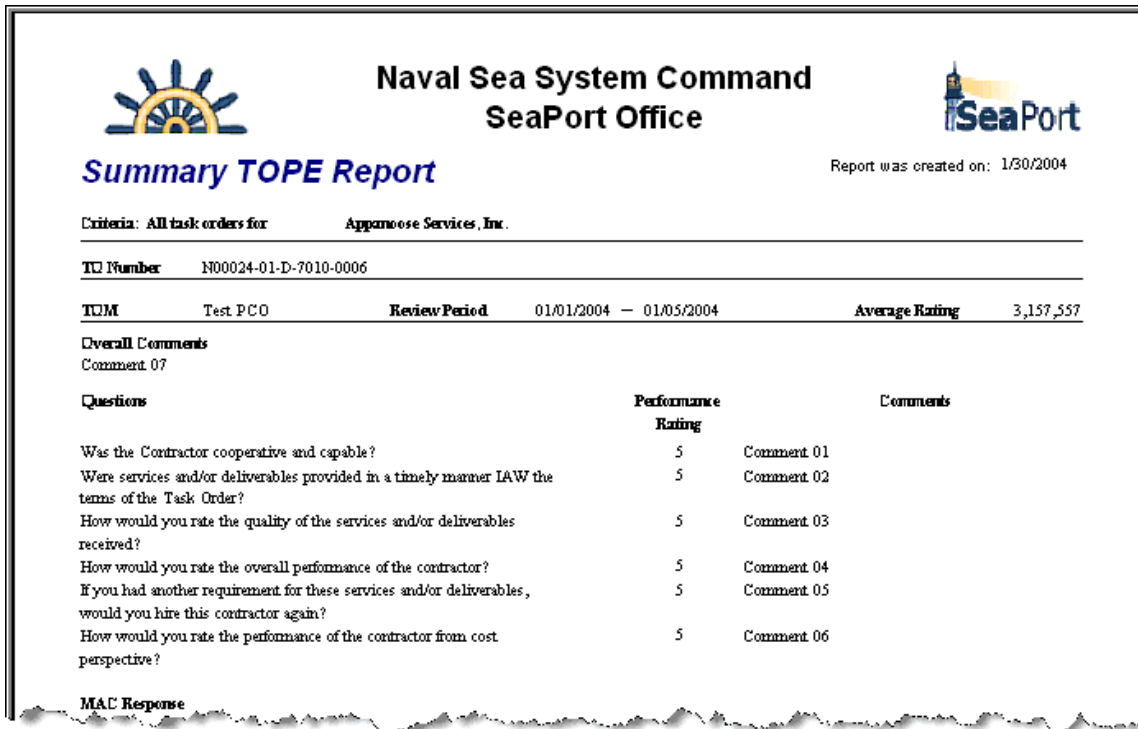 Naval Sea System Command
SeaPort Office
SeaPort
Summary TOPE Report
Report was created on: 1/30/2004
Criteria: All task orders for Appanoose Services, Inc.
TO Number N00024-01-D-7010-0006
TOM Test PCO Review Period 01/01/2004 — 01/05/2004 Average Rating 3,157,557
Overall Comments
Comment 07
Questions Performance Comments
Rating
Was the Contractor cooperative and capable? 5 Comment 01
Were services and/or deliverables provided in a timely manner IAW the 5 Comment 02
terms of the Task Order?
How would you rate the quality of the services and/or deliverables 5 Comment 03
received?
How would you rate the overall performance of the contractor? 5 Comment 04
If you had another requirement for these services and/or deliverables, 5 Comment 05
would you hire this contractor again?
How would you rate the performance of the contractor from cost 5 Comment 06
perspective?
MAC Response